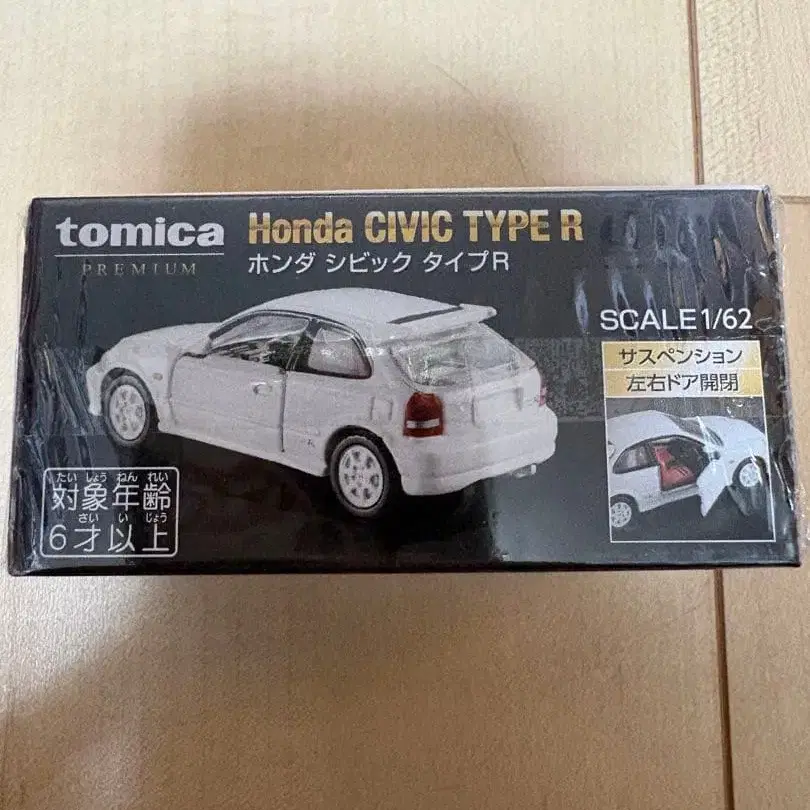 tomica
PREMIUM
Honda CIVIC TYPE R
ホンダ シビック タイプR
SCALE 1/62
サスペンション
左右ドア開閉
たい しょう ねん れい
対象年齢
さい い じょう
6才以上